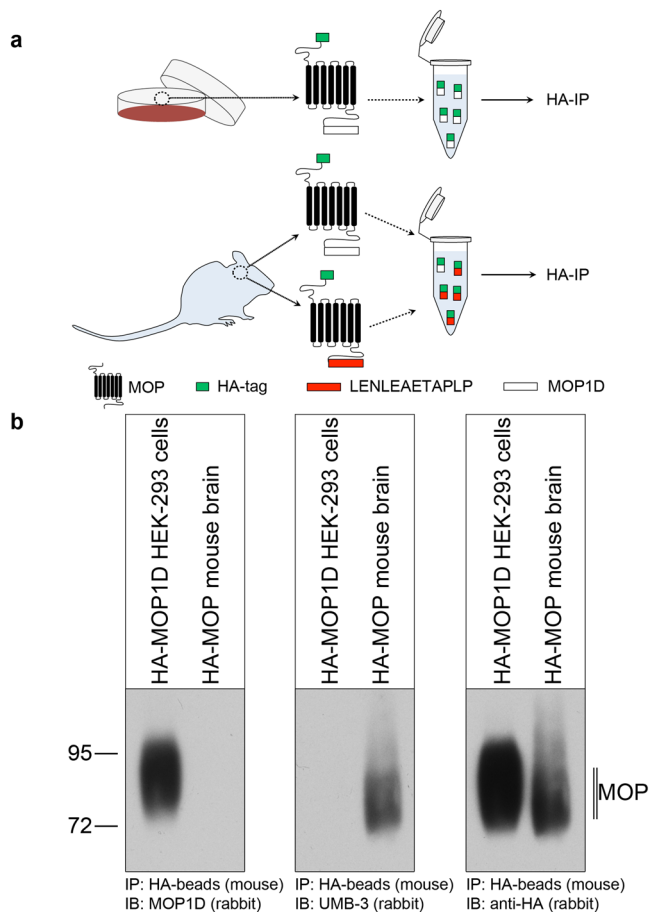 a
HA-IP
HA-IP
MOP
HA-tag
LENLEAETAPLP
MOP1D
b
HA-MOP1D HEK-293 cells
HA-MOP mouse brain
HA-MOP1D HEK-293 cells
HA-MOP mouse brain
HA-MOP1D HEK-293 cells
HA-MOP mouse brain
95
72
MOP
IP: HA-beads (mouse)
IB: MOP1D (rabbit)
IP: HA-beads (mouse)
IB: UMB-3 (rabbit)
IP: HA-beads (mouse)
IB: anti-HA (rabbit)